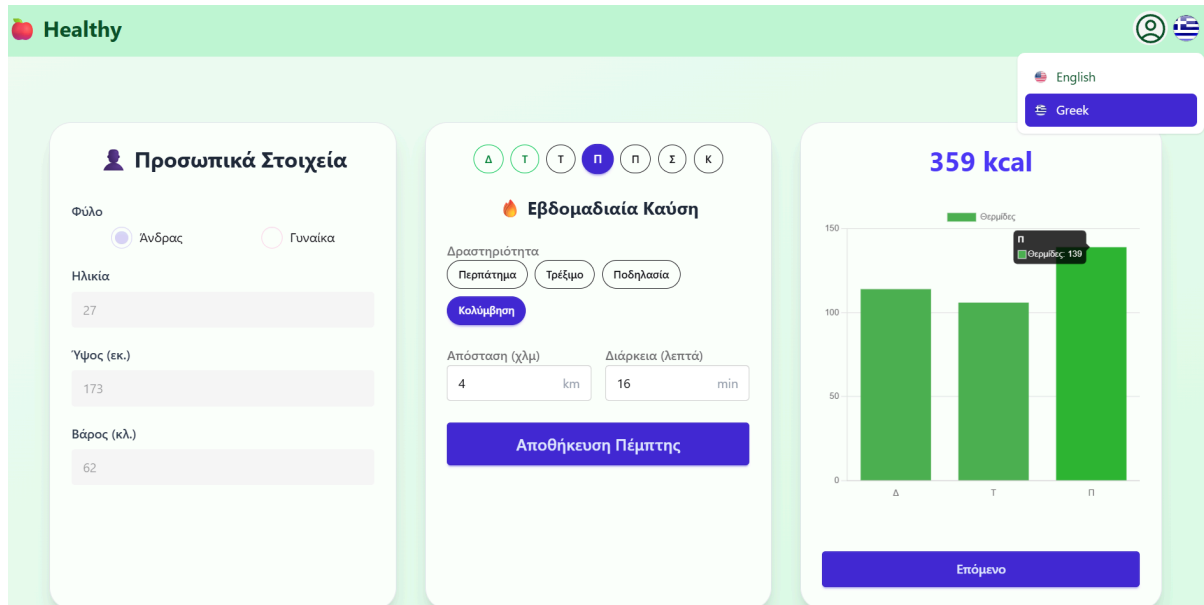 Healthy
English
Greek
Προσωπικά Στοιχεία
Φύλο
Άνδρας Γυναίκα
Ηλικία
27
Ύψος (εκ.)
173
Βάρος (κλ.)
62
Δ Τ Τ Π Π Σ Κ
Εβδομαδιαία Καύση
Δραστηριότητα
Περπάτημα Τρέξιμο Ποδηλασία
Κολύμβηση
Απόσταση (χλμ) Διάρκεια (λεπτά)
4 km 16 min
Αποθήκευση Πέμπτης
359 kcal
Θερμίδες
150
Π
Θερμίδες: 139
100
50
0
Δ Τ Π
Επόμενο